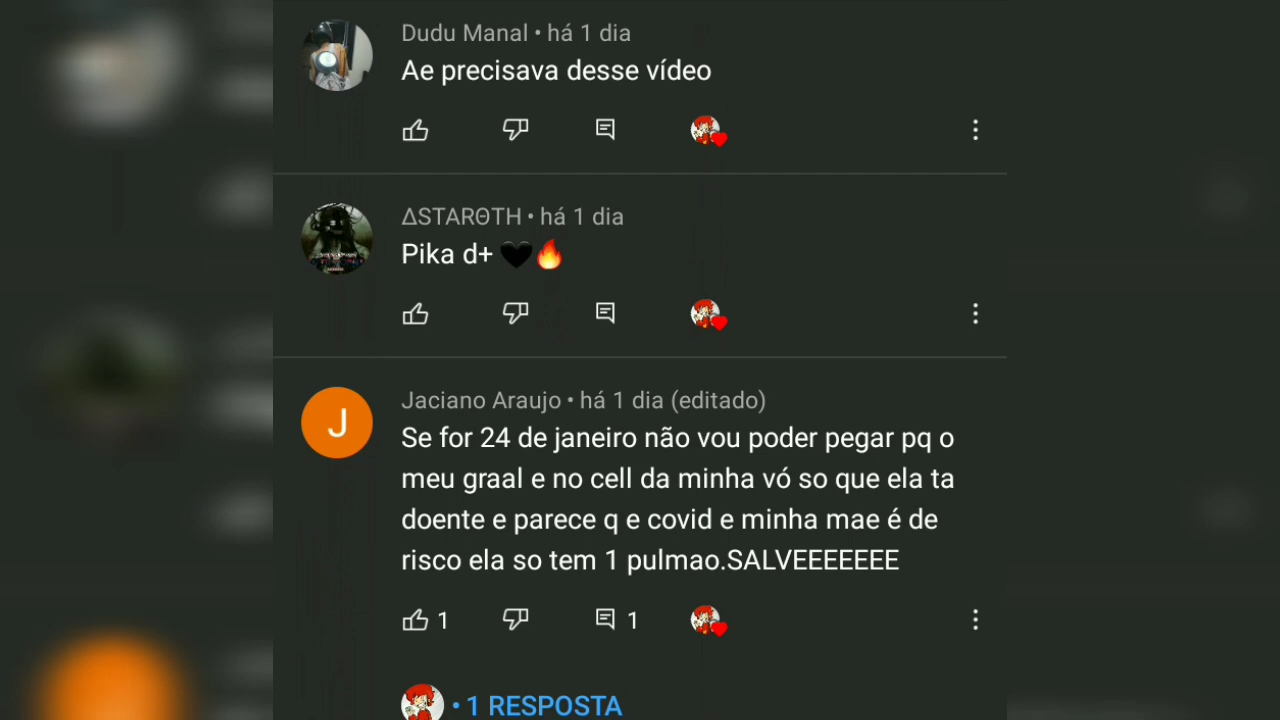 Dudu Manal • há 1 dia
Ae precisava desse vídeo
ΔSTARΘTH • há 1 dia
Pika d+ 🖤🔥
J
Jaciano Araujo • há 1 dia (editado)
Se for 24 de janeiro não vou poder pegar pq o
meu graal e no cell da minha vó so que ela ta
doente e parece q e covid e minha mae é de
risco ela so tem 1 pulmao.SALVEEEEEEE
1
1
• 1 RESPOSTA